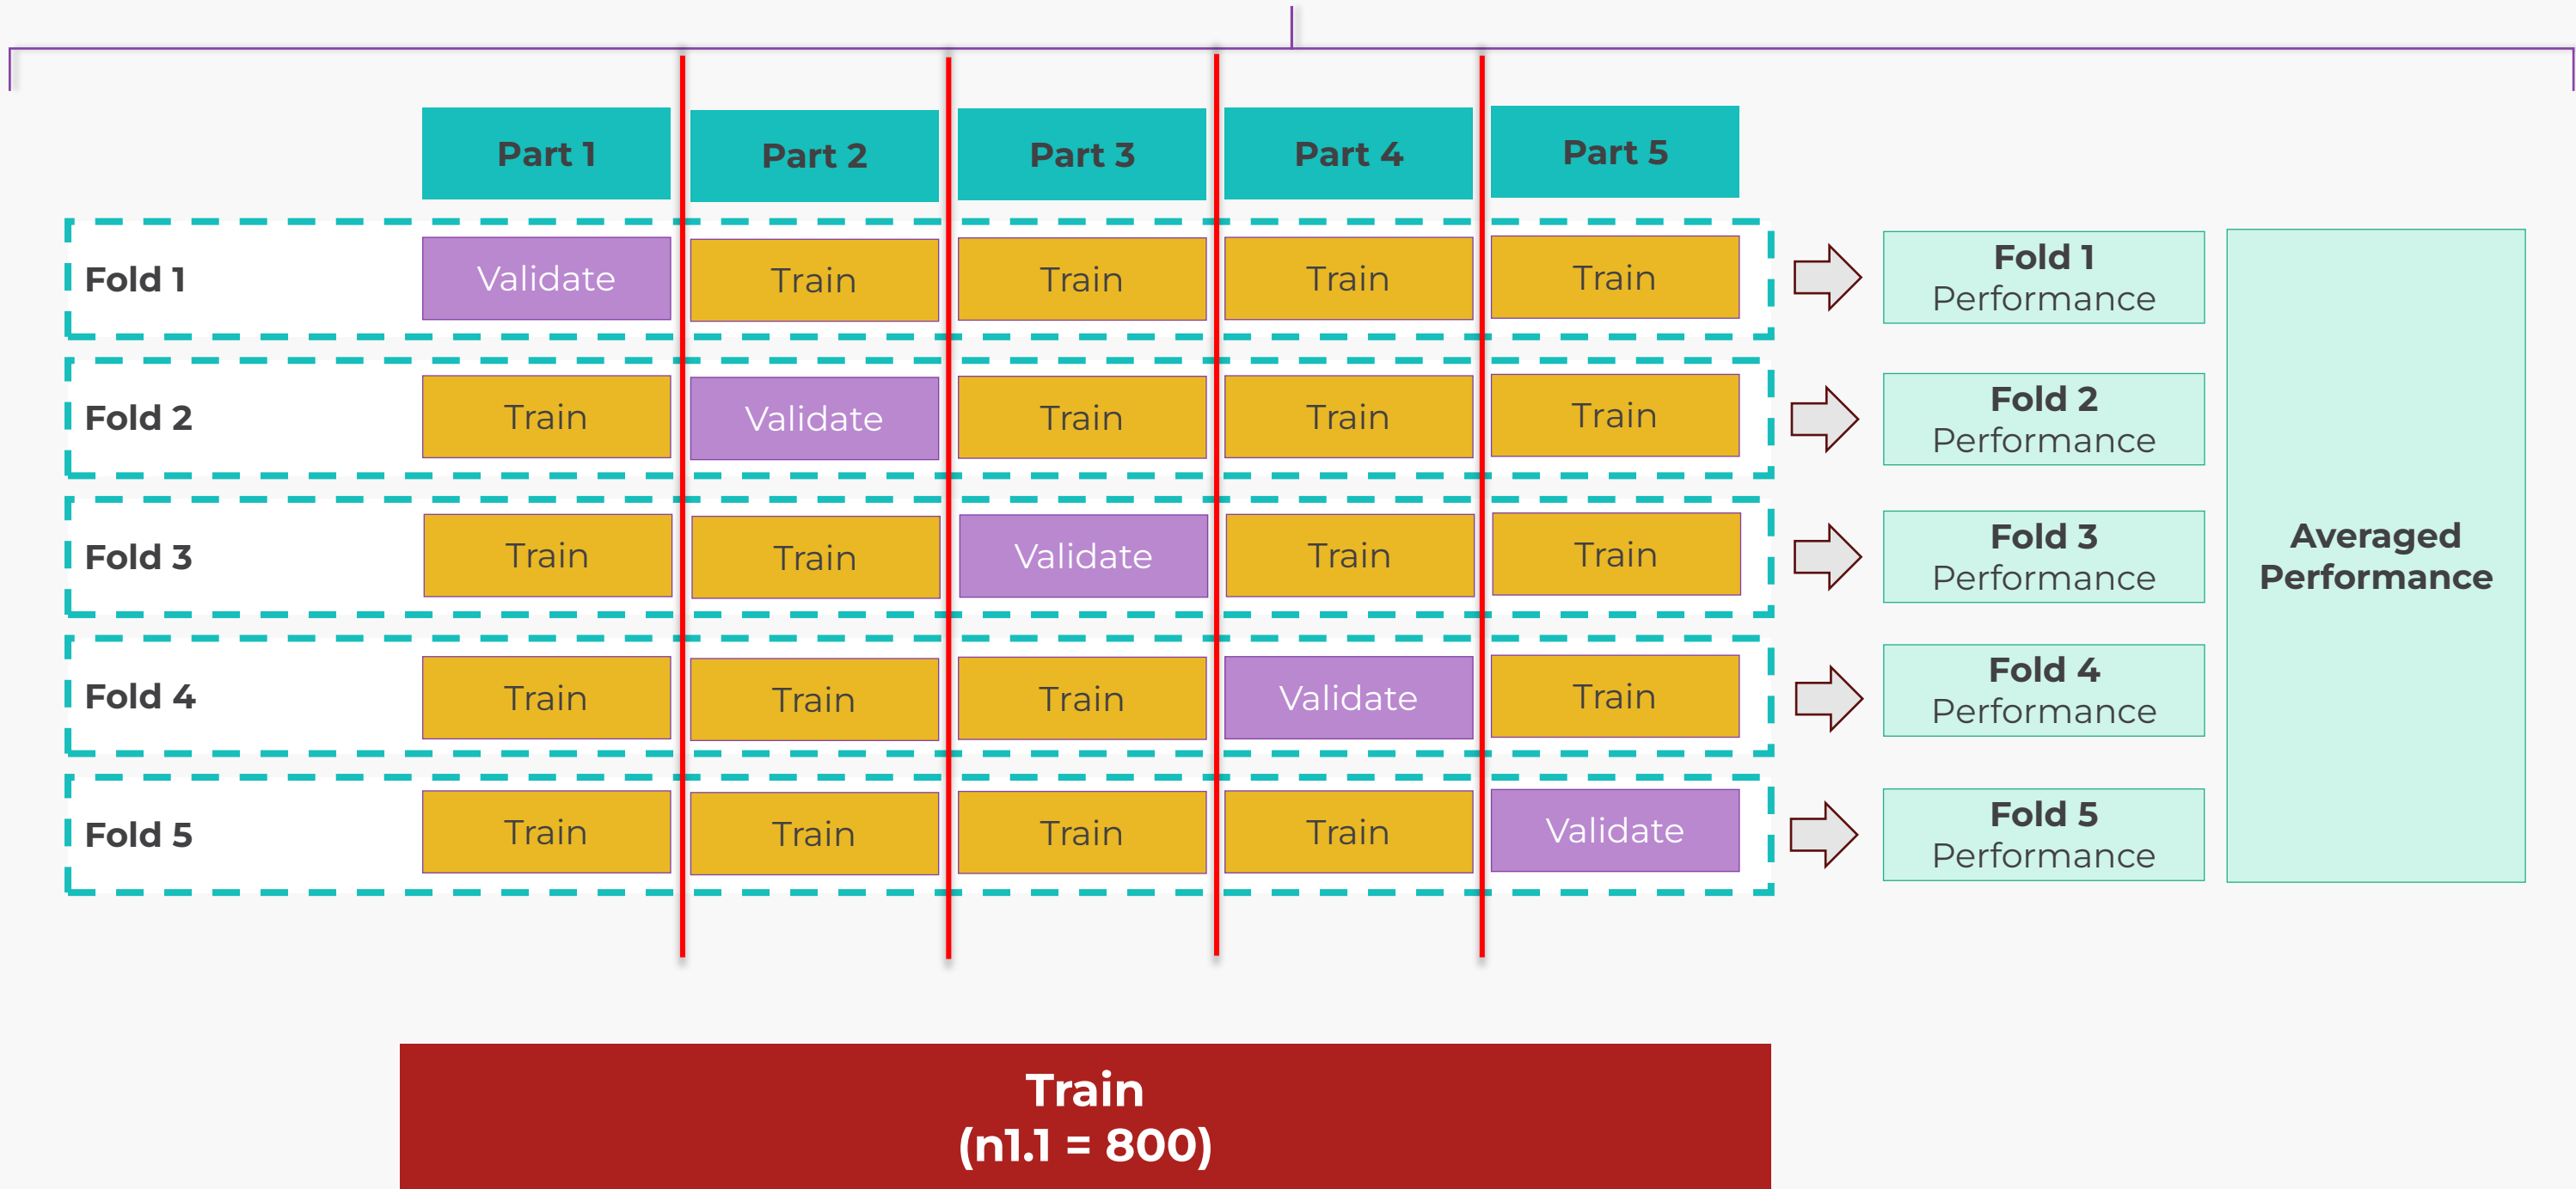 Part 1
Part 2
Part 3
Part 4
Part 5
Fold 1
Validate
Train
Train
Train
Train
Fold 1
Performance
Fold 2
Train
Validate
Train
Train
Train
Fold 2
Performance
Fold 3
Train
Train
Validate
Train
Train
Fold 3
Performance
Averaged
Performance
Fold 4
Train
Train
Train
Validate
Train
Fold 4
Performance
Fold 5
Train
Train
Train
Train
Validate
Fold 5
Performance
Train
(n1.1 = 800)